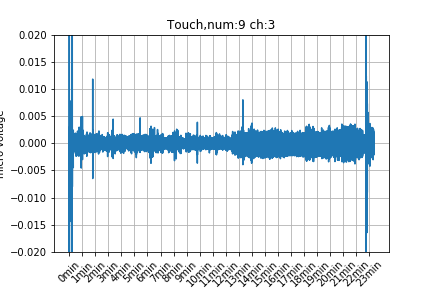 Touch,num:9 ch:3
0.020
0.015
0.010
0.005
0.000
−0.005
−0.010
−0.015
−0.020
micro voltage
0min
1min
2min
3min
4min
5min
6min
7min
8min
9min
10min
11min
12min
13min
14min
15min
16min
17min
18min
19min
20min
21min
22min
23min